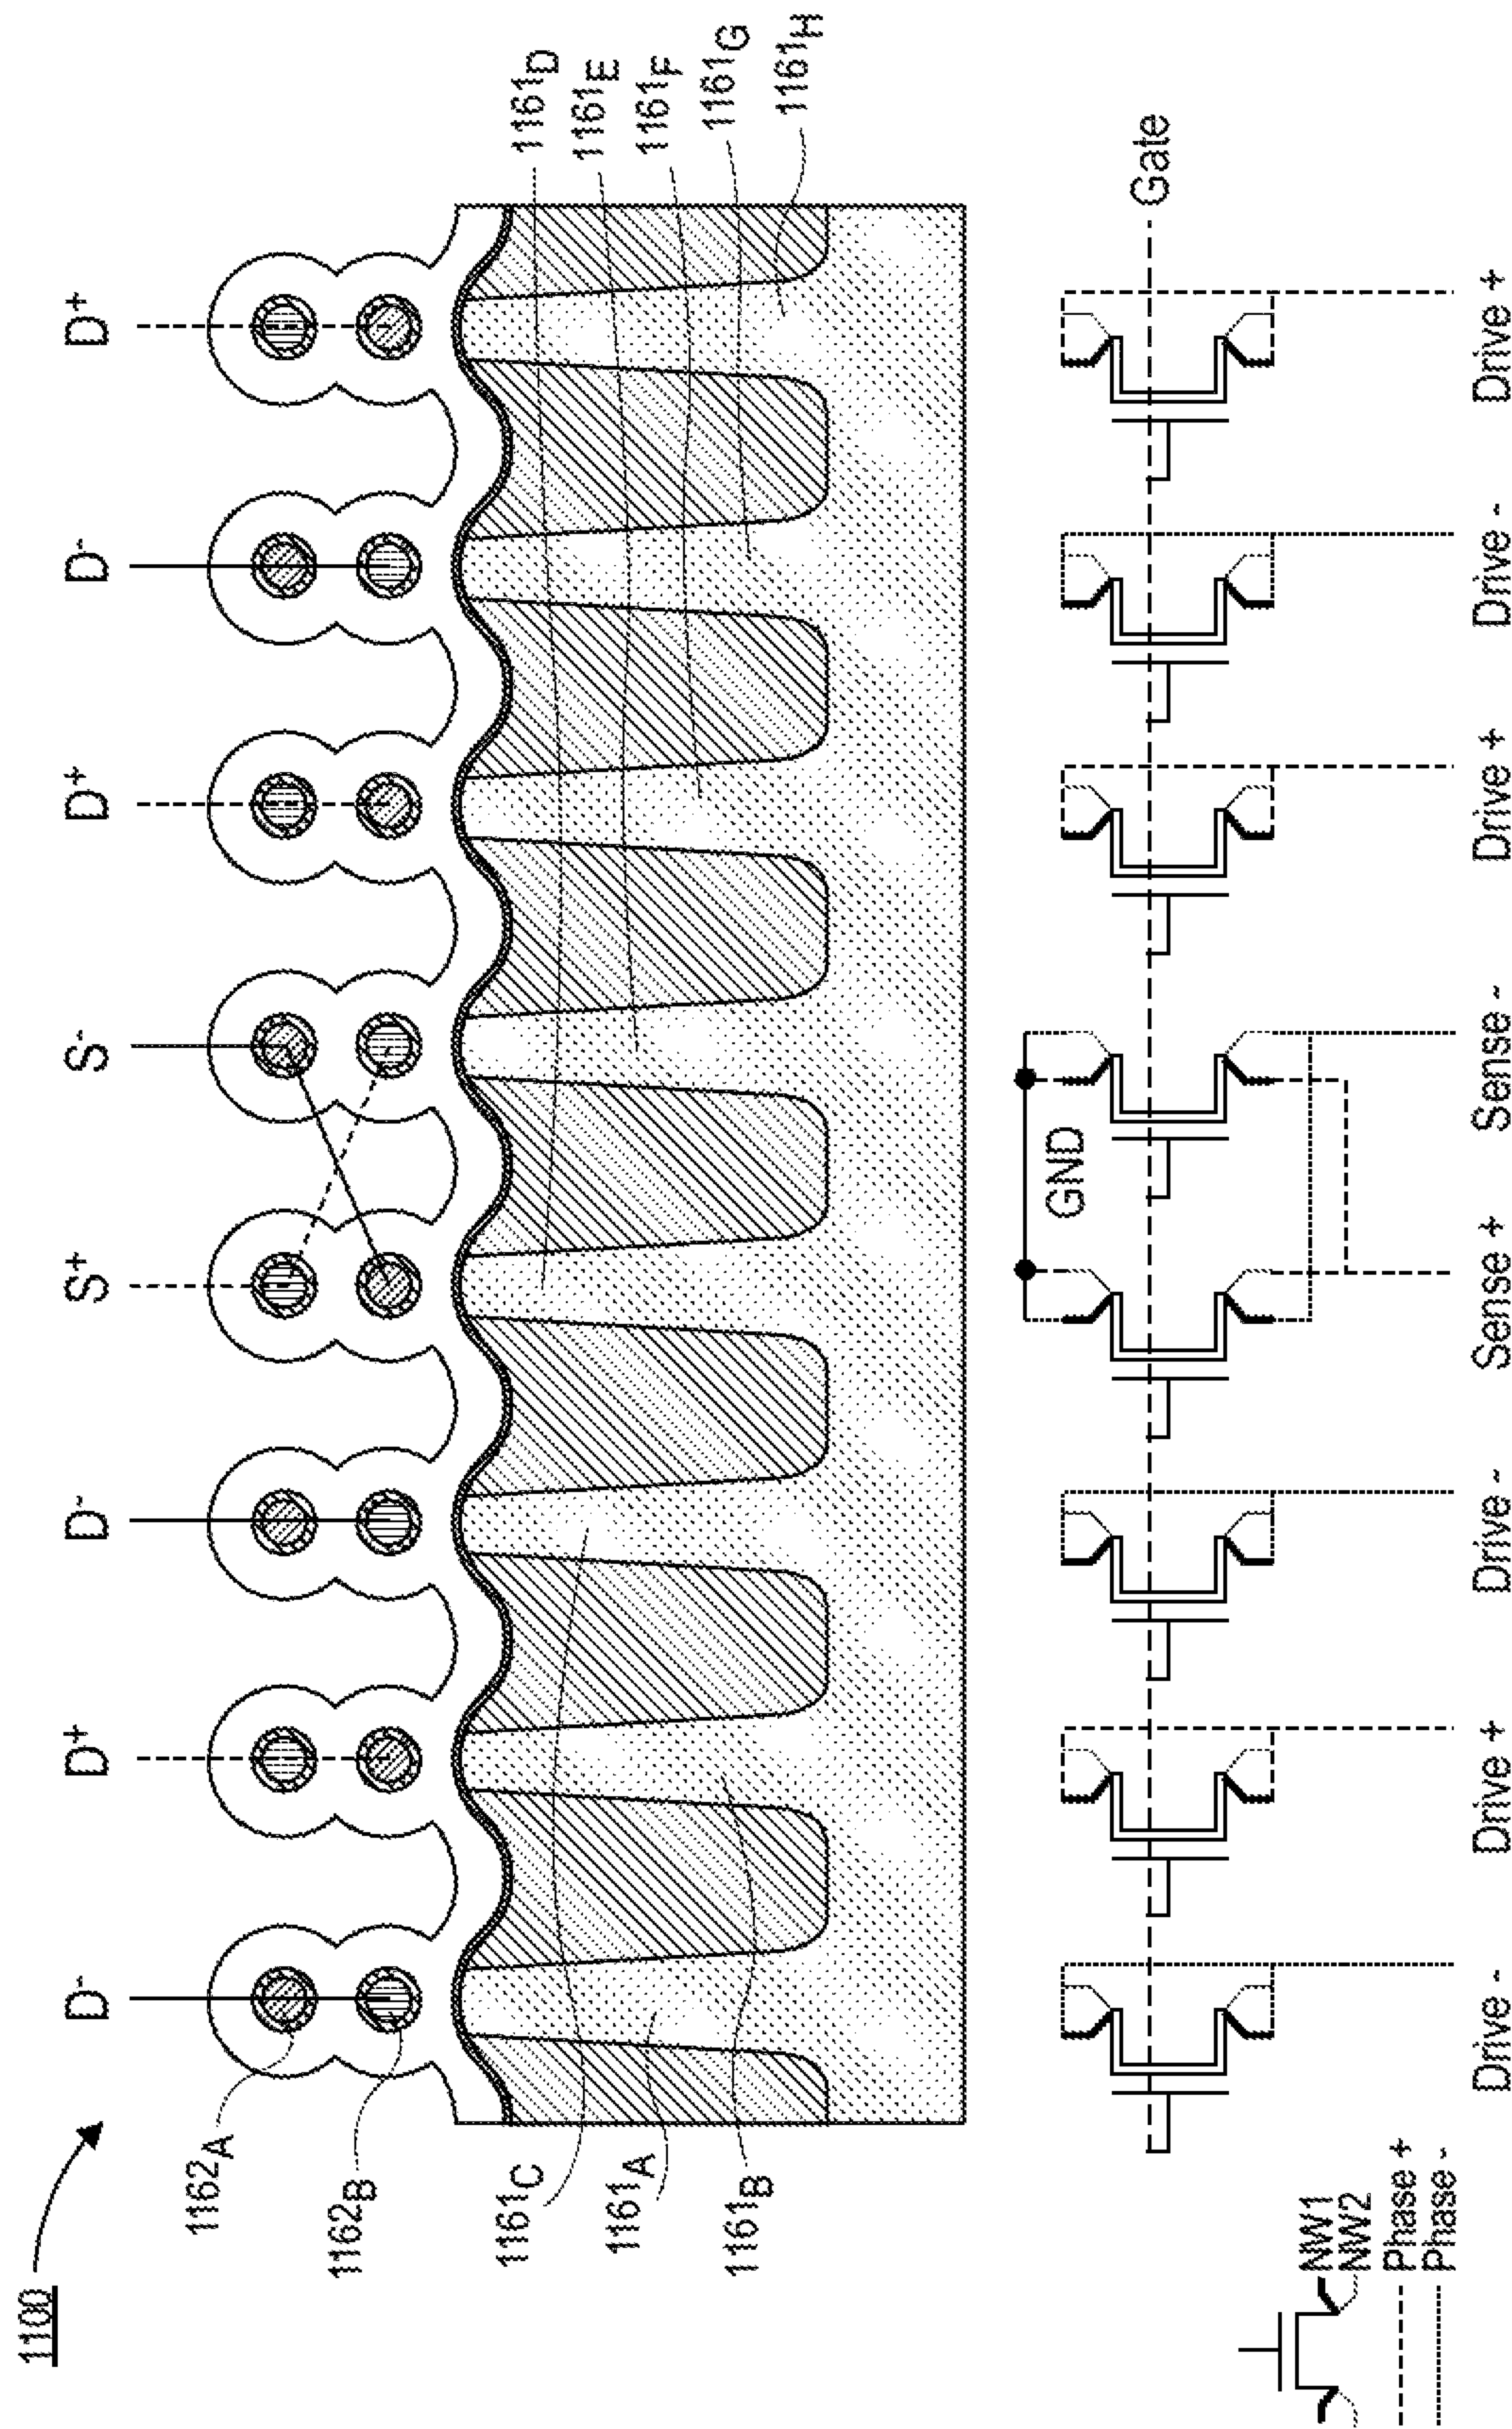 1100
D⁻ D⁺ D⁻ S⁺ S⁻ D⁺ D⁻ D⁺
1162A
1162B
1161C
1161A
1161B
1161D
1161E
1161F
1161G
1161H
GND
Gate
NW1
NW2
Phase +
Phase -
Drive - Drive + Drive - Sense + Sense - Drive + Drive - Drive +